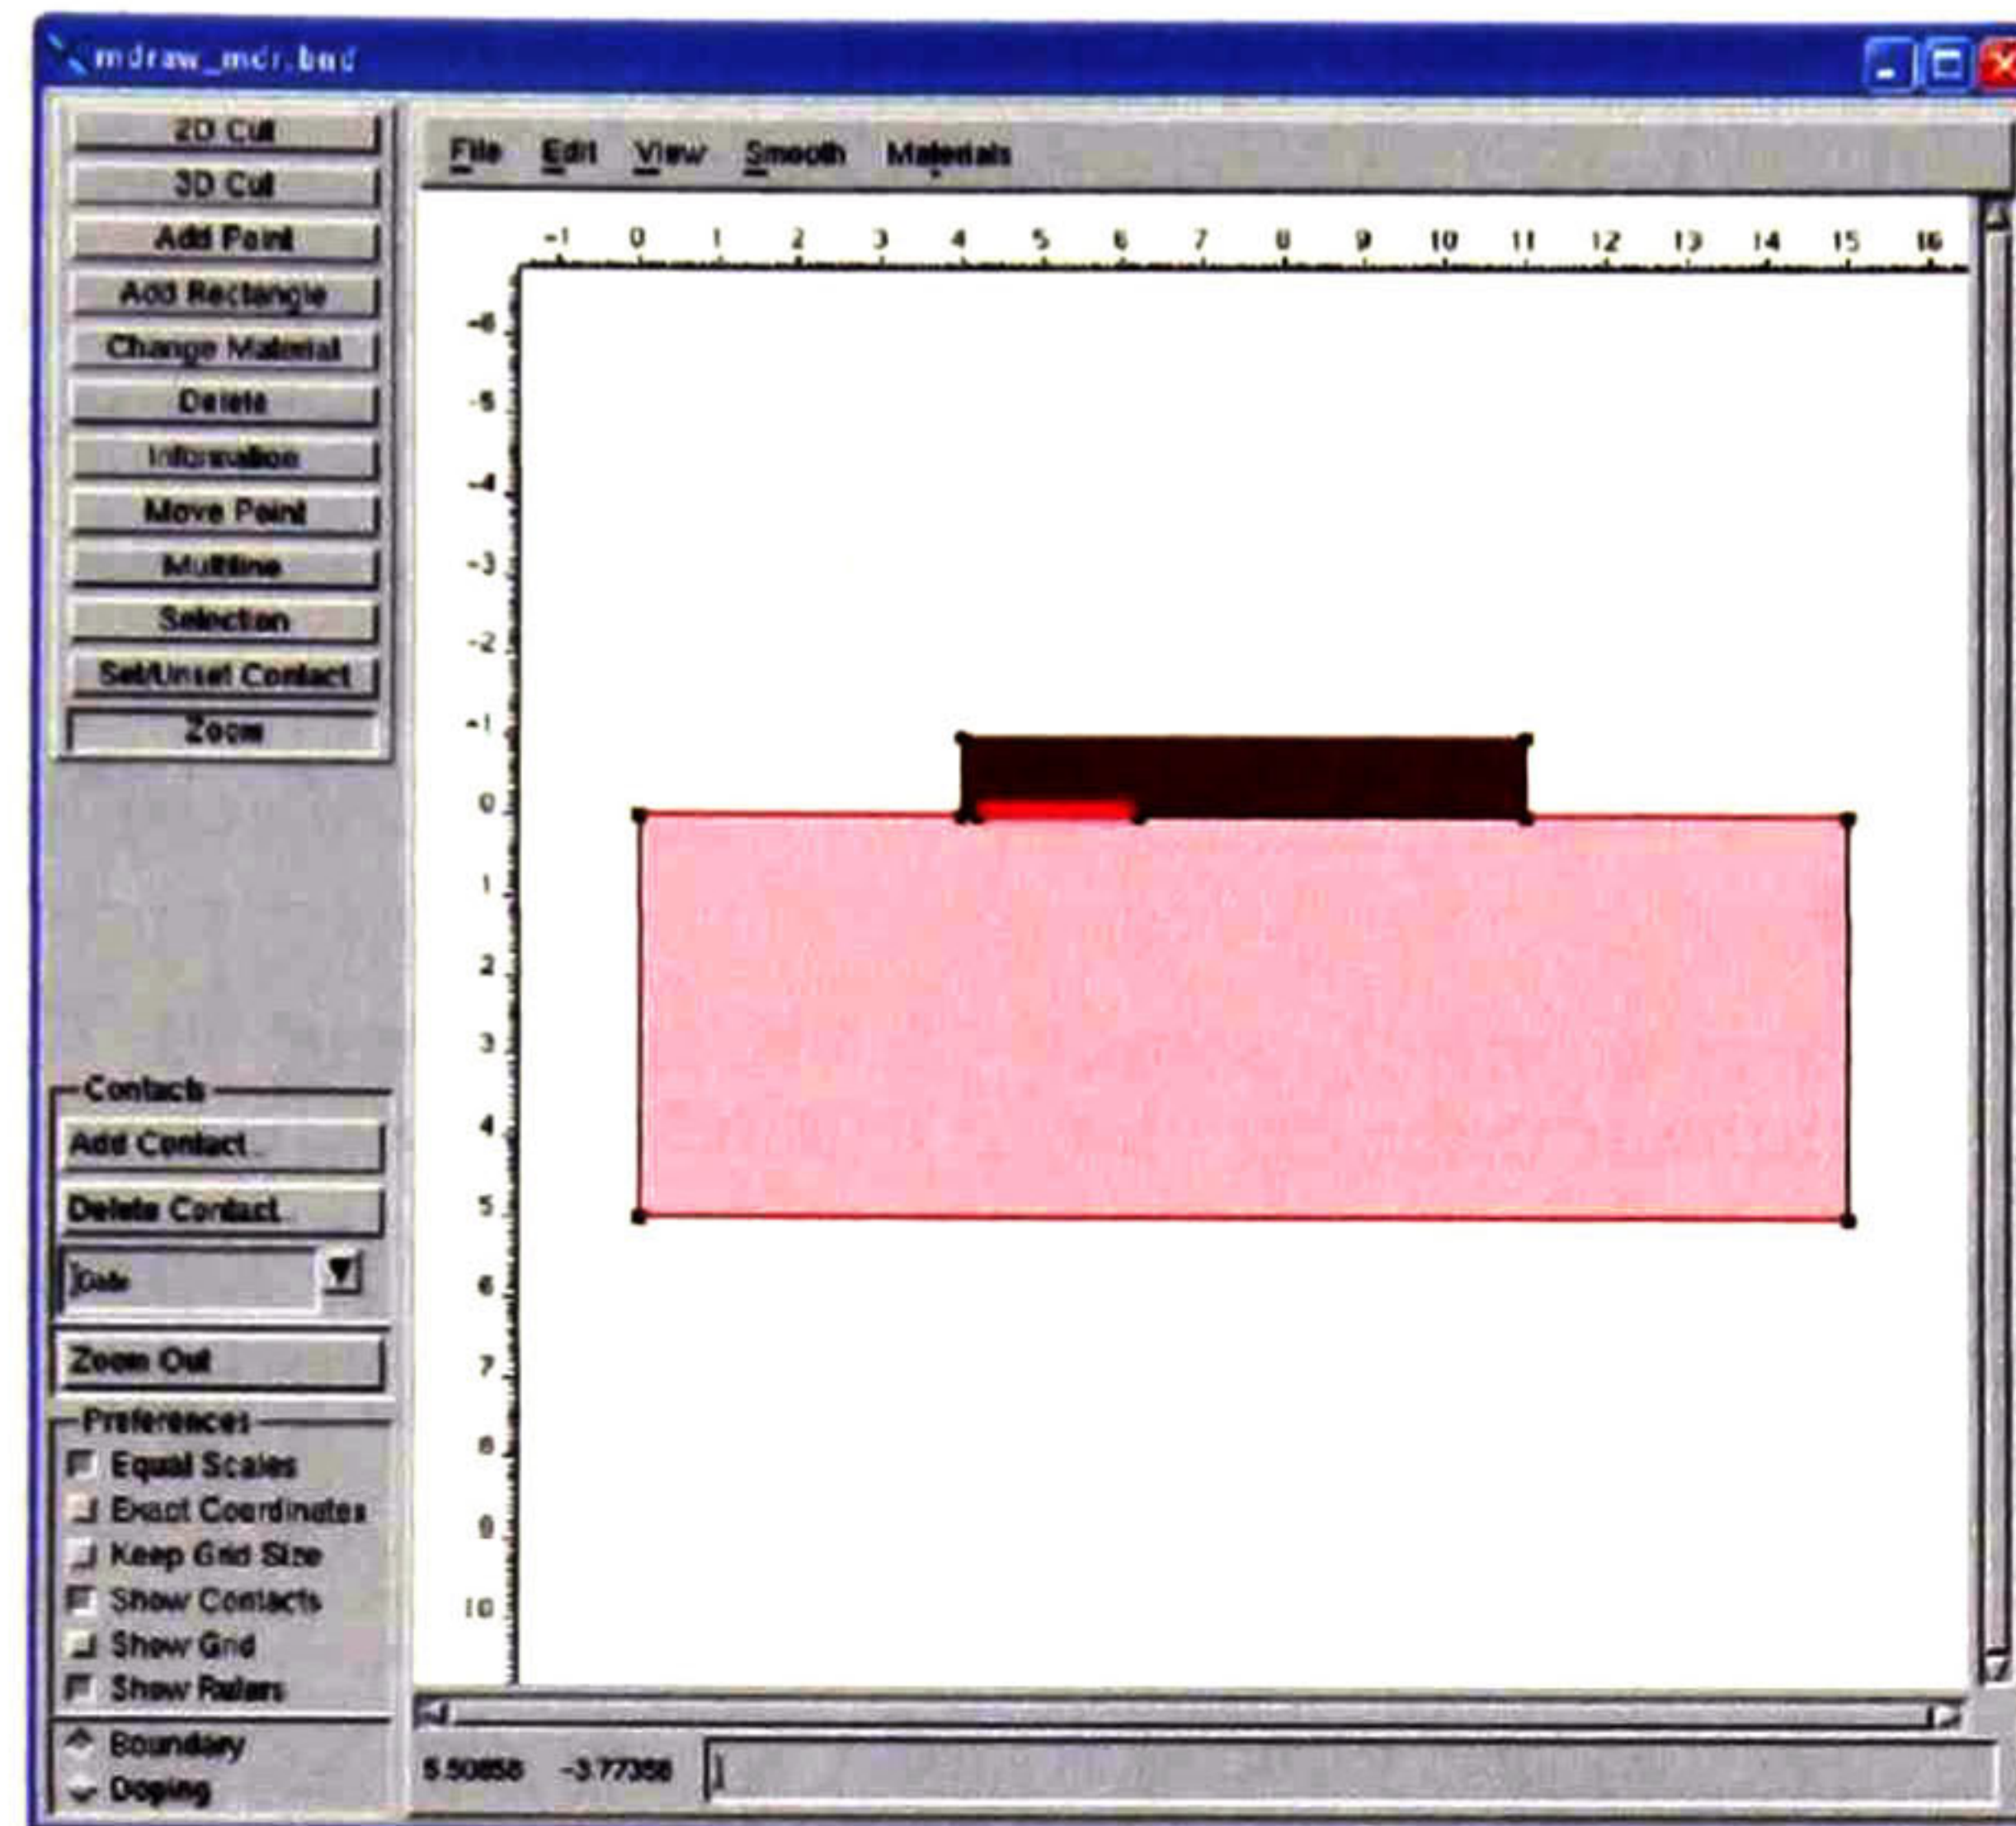 mdraw_mdr.bnd
2D Cut
3D Cut
Add Point
Add Rectangle
Change Material
Delete
Information
Move Point
Multiline
Selection
Set/Unset Contact
Zoom
Contacts
Add Contact...
Delete Contact...
Gate
Zoom Out
Preferences
Equal Scales
Exact Coordinates
Keep Grid Size
Show Contacts
Show Grid
Show Rulers
Boundary
Doping
File Edit View Smooth Materials
-1 0 1 2 3 4 5 6 7 8 9 10 11 12 13 14 15 16
-6
-5
-4
-3
-2
-1
0
1
2
3
4
5
6
7
8
9
10
5.50858 -3.77358